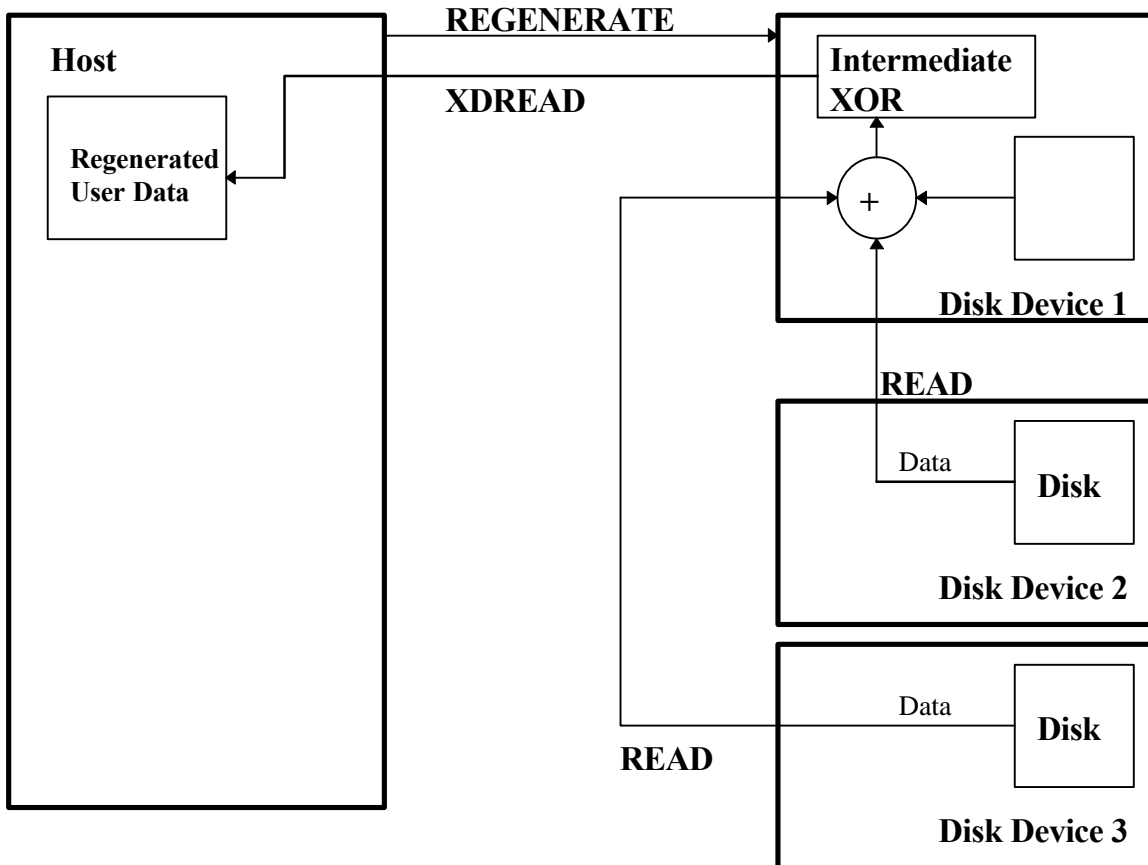 REGENERATE
Host
Intermediate
XOR
XDREAD
Regenerated
User Data
+
Disk Device 1
READ
Data
Disk
Disk Device 2
Data
Disk
READ
Disk Device 3